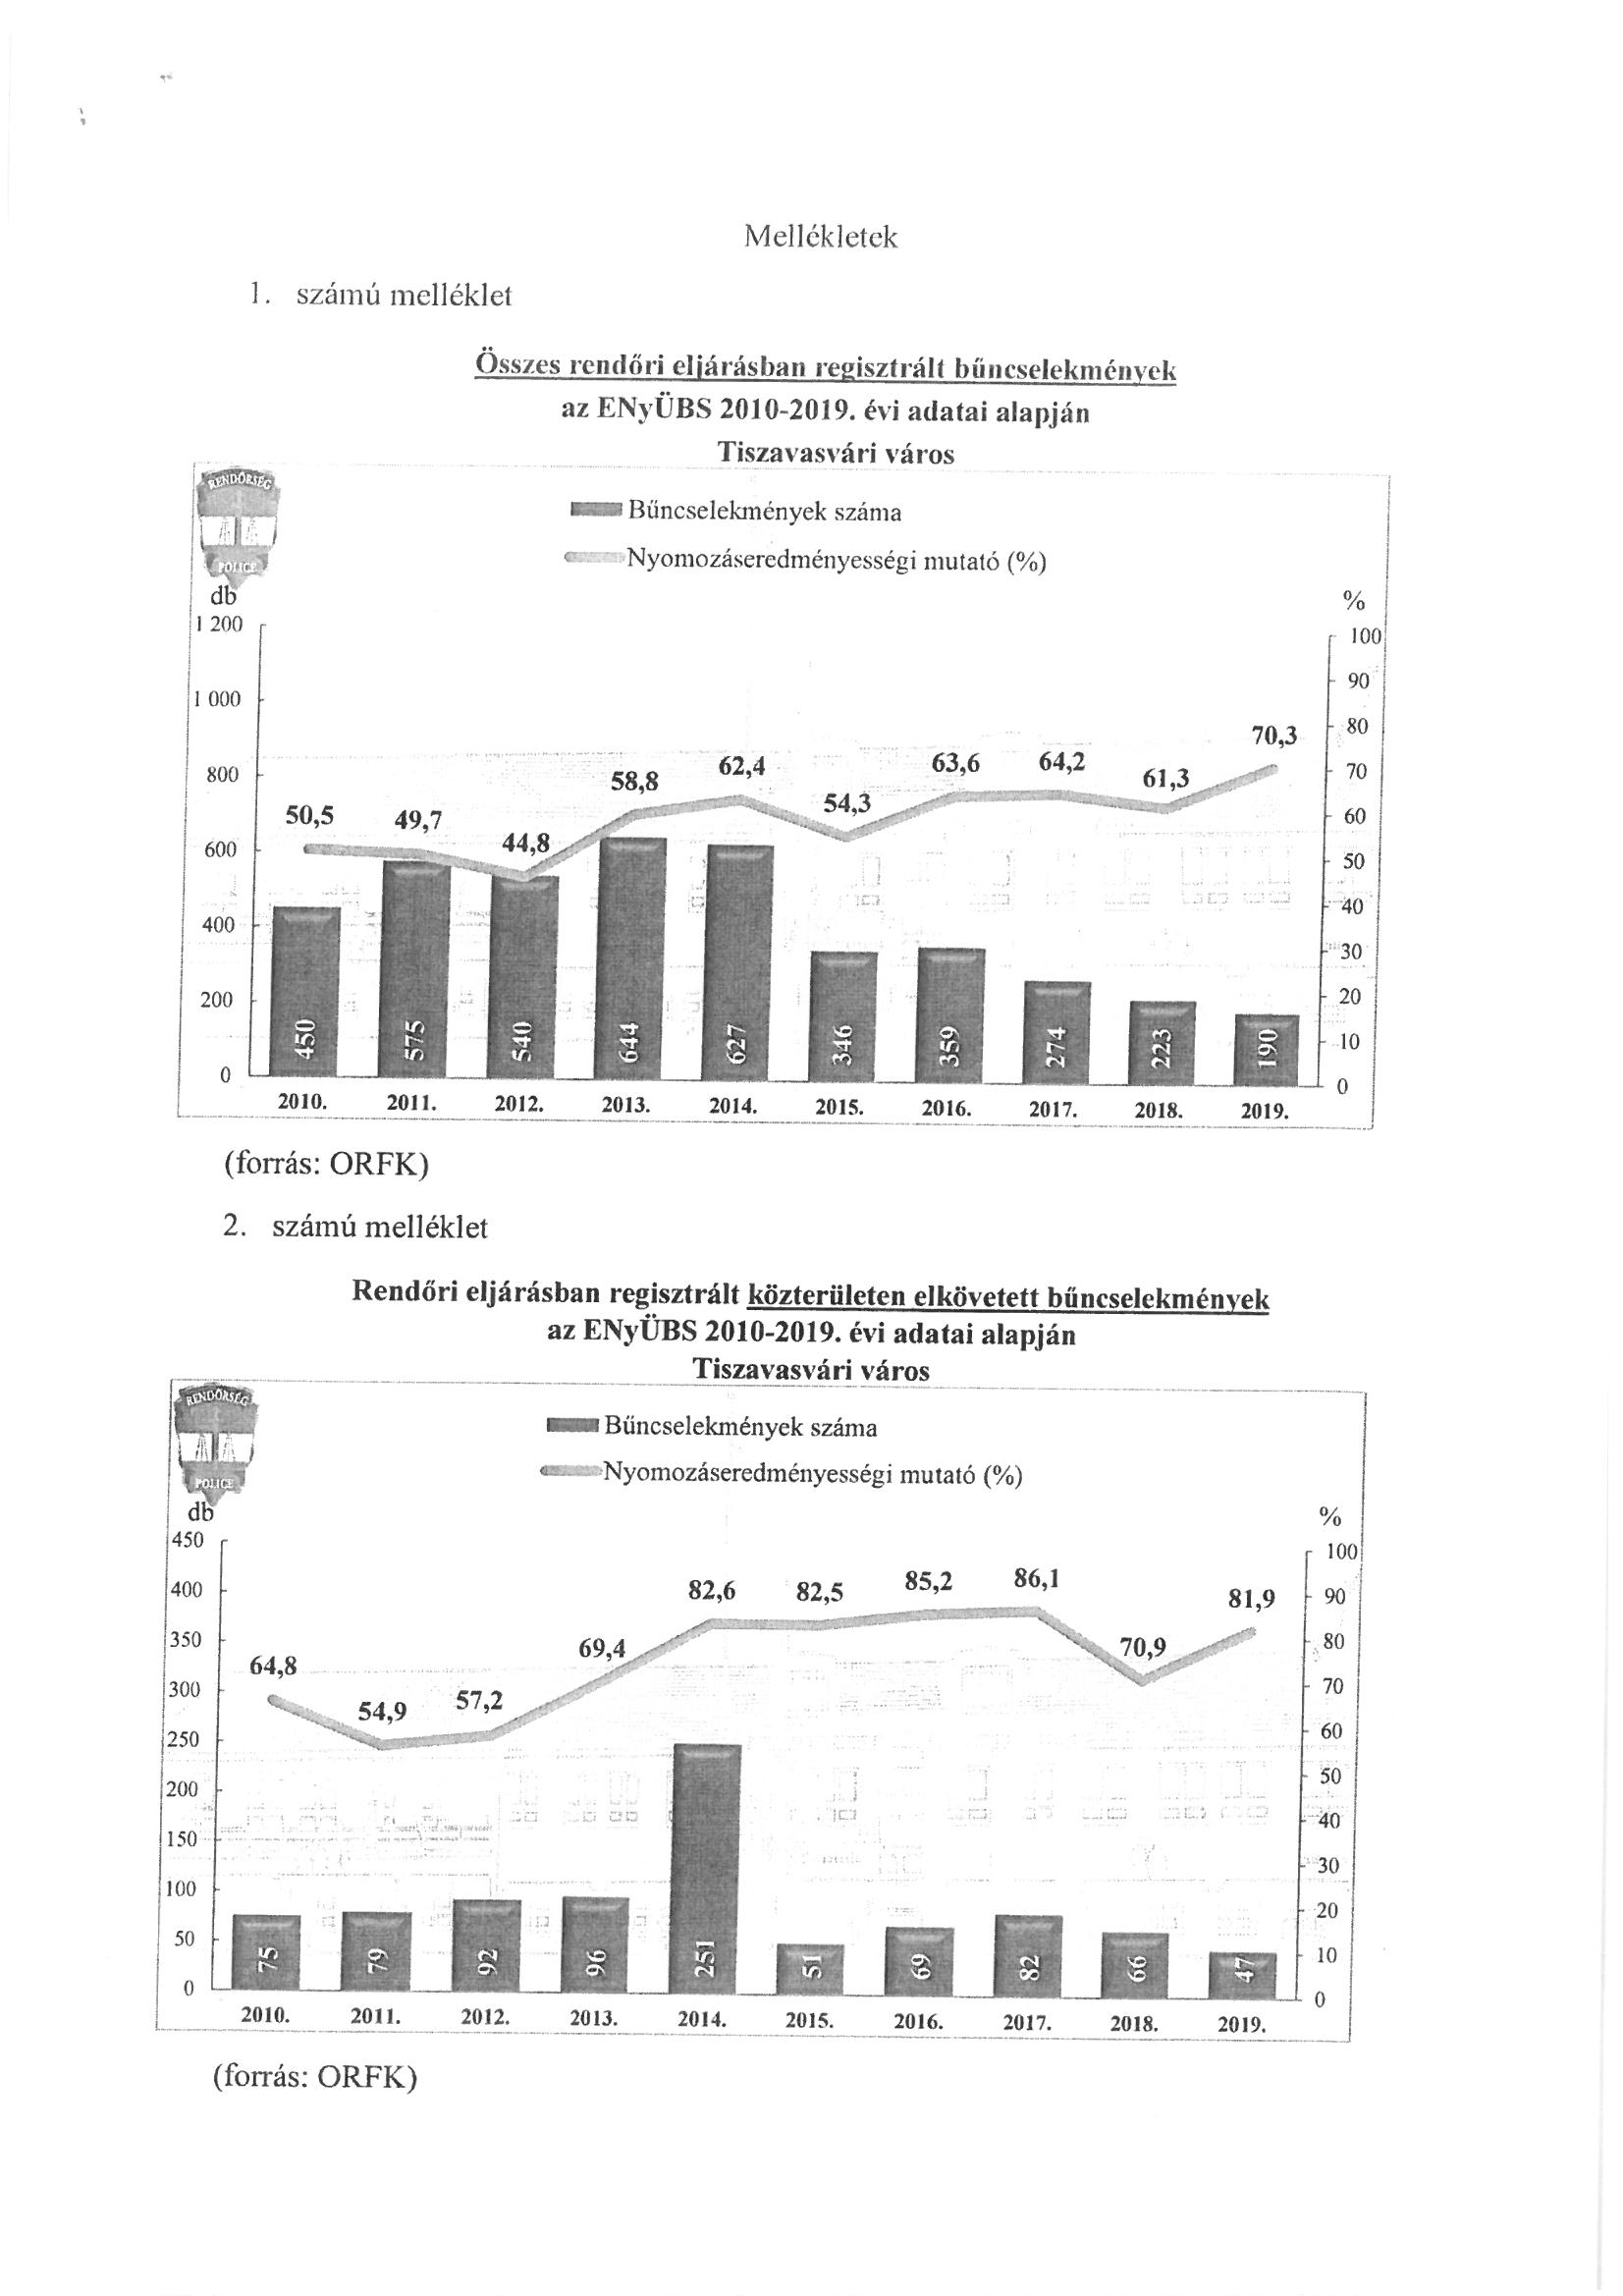 Mellékletek
1. számú melléklet
Összes rendőri eljárásban regisztrált bűncselekmények
az ENyÜBS 2010-2019. évi adatai alapján
Tiszavasvári város
RENDŐRSÉG
POLICE
Bűncselekmények száma
Nyomozáseredményességi mutató (%)
db
%
1 200
1 000
800
600
400
200
0
100
90
80
70
60
50
40
30
20
10
0
50,5 49,7 44,8 58,8 62,4 54,3 63,6 64,2 61,3 70,3
450 575 540 644 627 346 359 274 223 190
2010. 2011. 2012. 2013. 2014. 2015. 2016. 2017. 2018. 2019.
(forrás: ORFK)
2. számú melléklet
Rendőri eljárásban regisztrált közterületen elkövetett bűncselekmények
az ENyÜBS 2010-2019. évi adatai alapján
Tiszavasvári város
RENDŐRSÉG
POLICE
Bűncselekmények száma
Nyomozáseredményességi mutató (%)
db
%
450
400
350
300
250
200
150
100
50
0
100
90
80
70
60
50
40
30
20
10
0
64,8 54,9 57,2 69,4 82,6 82,5 85,2 86,1 70,9 81,9
75 79 92 96 251 51 69 82 66 47
2010. 2011. 2012. 2013. 2014. 2015. 2016. 2017. 2018. 2019.
(forrás: ORFK)